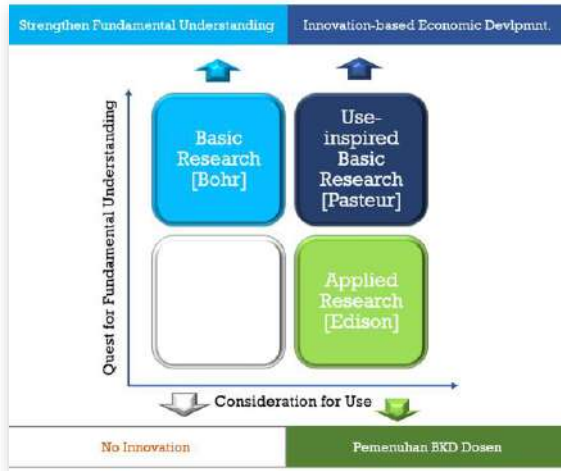 Strengthen Fundamental Understanding
Innovation-based Economic Devlpmnt.
Quest for Fundamental Understanding
Basic
Research
[Bohr]
Use-
inspired
Basic
Research
[Pasteur]
Applied
Research
[Edison]
Consideration for Use
No Innovation
Pemenuhan BKD Dosen